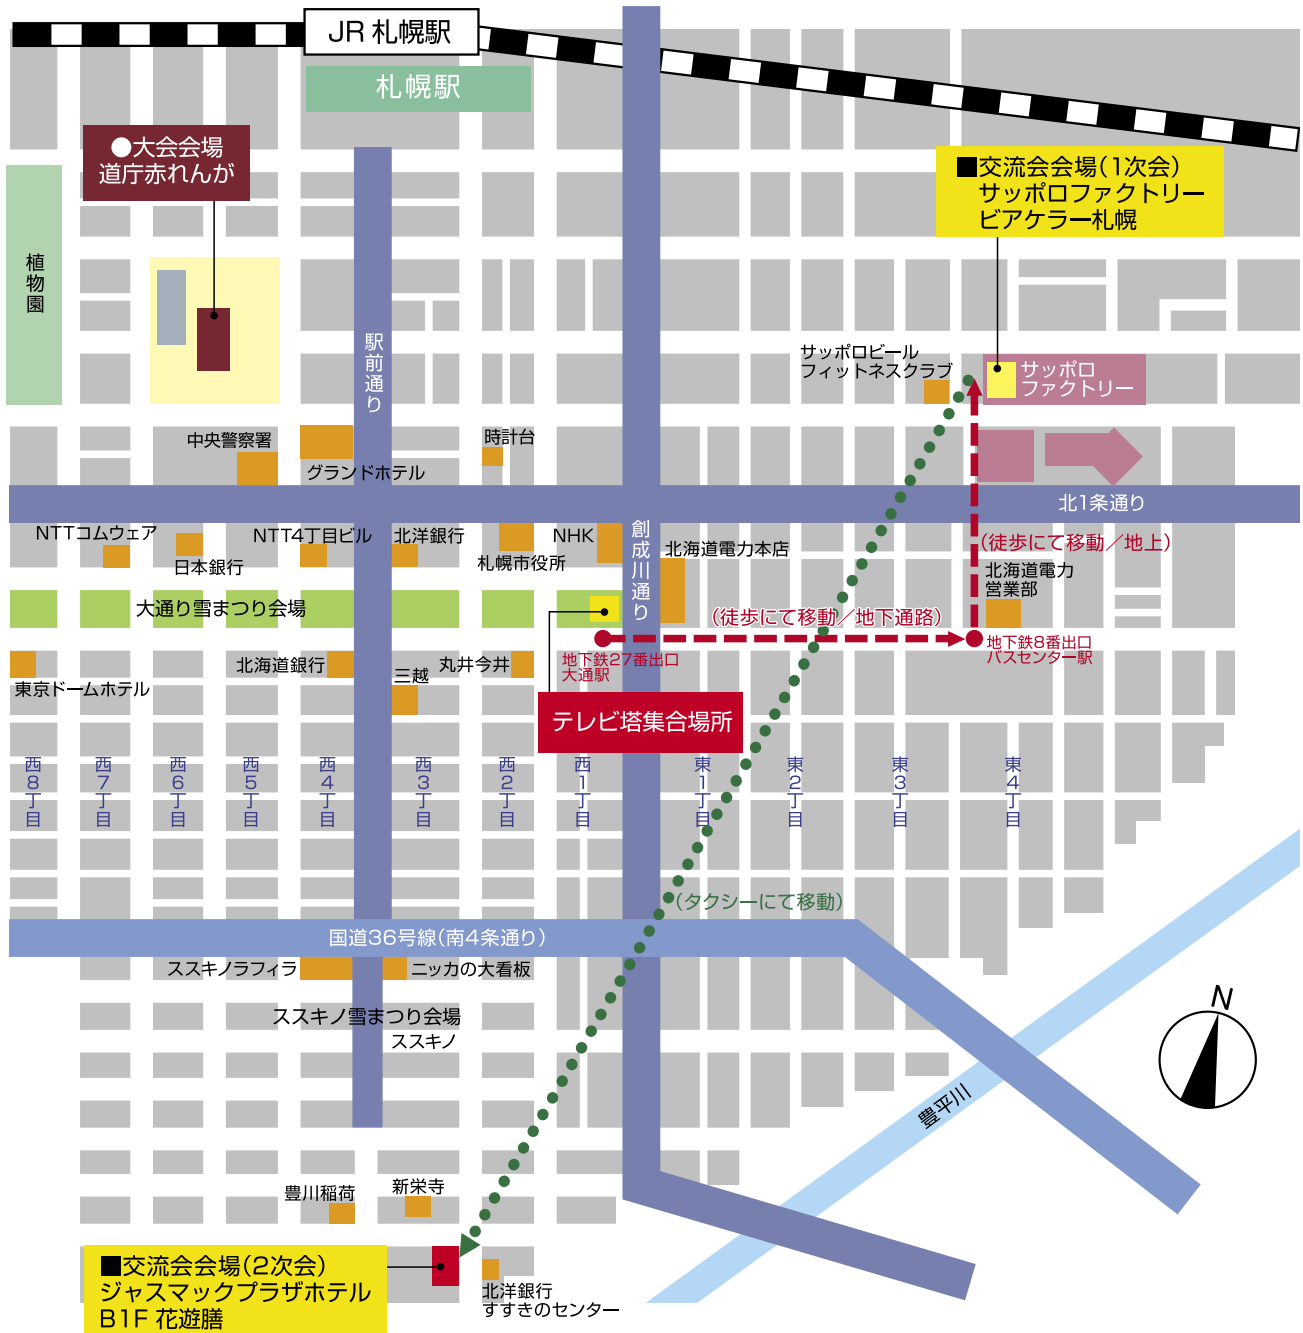 JR 札幌駅
札幌駅
●大会会場
道庁赤れんが
■交流会会場(1次会)
サッポロファクトリー
ビアケラー札幌
植物園
駅前通り
サッポロビール
フィットネスクラブ
サッポロ
ファクトリー
中央警察署
時計台
グランドホテル
北1条通り
NTTコムウェア
日本銀行
NTT4丁目ビル
北洋銀行
札幌市役所
NHK
創成川通り
北海道電力本店
(徒歩にて移動／地上)
北海道電力
営業部
大通り雪まつり会場
(徒歩にて移動／地下通路)
地下鉄27番出口
大通駅
地下鉄8番出口
バスセンター駅
東京ドームホテル
北海道銀行
三越
丸井今井
テレビ塔集合場所
西8丁目
西7丁目
西6丁目
西5丁目
西4丁目
西3丁目
西2丁目
西1丁目
東1丁目
東2丁目
東3丁目
東4丁目
(タクシーにて移動)
国道36号線(南4条通り)
ススキノラフィラ
ニッカの大看板
ススキノ雪まつり会場
ススキノ
N
豊平川
豊川稲荷
新栄寺
■交流会会場(2次会)
ジャスマックプラザホテル
B1F 花遊膳
北洋銀行
すすきのセンター